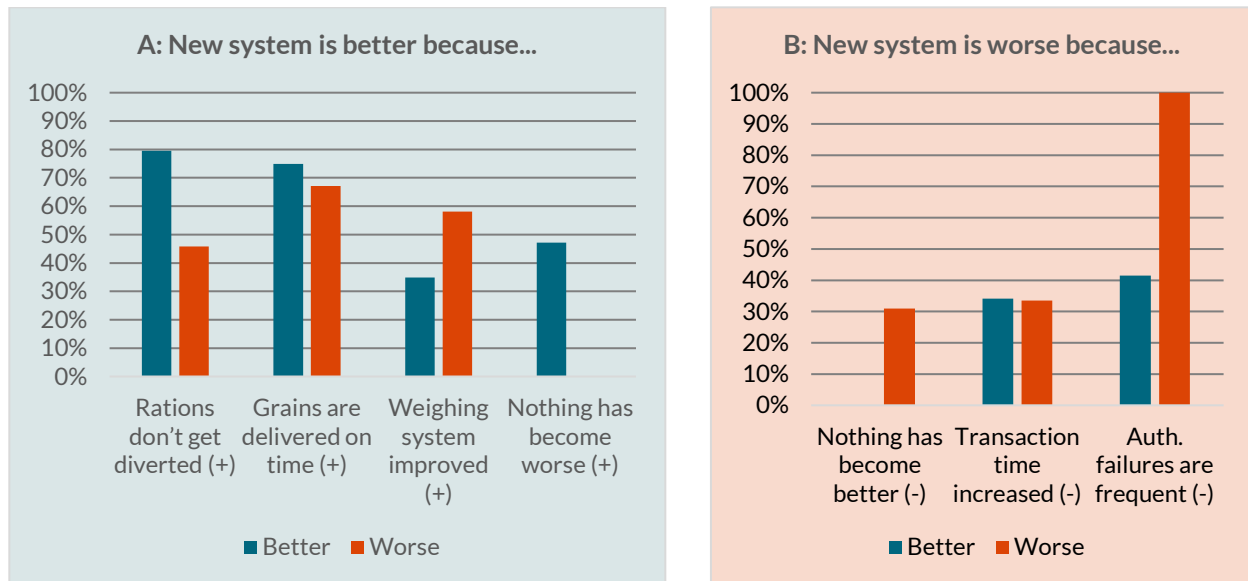 A: New system is better because...
100%
90%
80%
70%
60%
50%
40%
30%
20%
10%
0%
Rations
don't get
diverted (+)
Grains are
delivered on
time (+)
Weighing
system
improved
(+)
Nothing has
become
worse (+)
Better
Worse
B: New system is worse because...
100%
90%
80%
70%
60%
50%
40%
30%
20%
10%
0%
Nothing has
become
better (-)
Transaction
time
increased (-)
Auth.
failures are
frequent (-)
Better
Worse